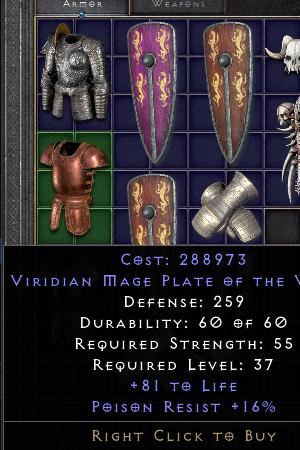 Armor Weapons
Cost: 288973
Viridian Mage Plate of the
Defense: 259
Durability: 60 of 60
Required Strength: 55
Required Level: 37
+81 to Life
Poison Resist +16%
Right Click to Buy